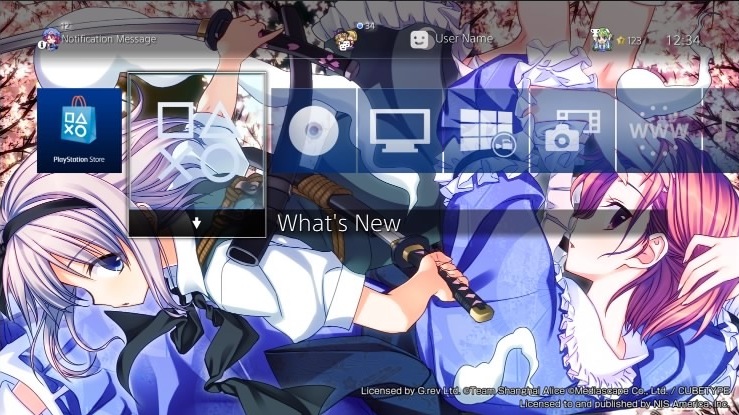 12
Notification Message
34
User Name
123
12:34
PlayStation Store
WWW
What's New
Licensed by G.rev Ltd. ©Team Shanghai Alice ©Mediascape Co., Ltd. / CUBETYPE /
Licensed to and published by NIS America, Inc.